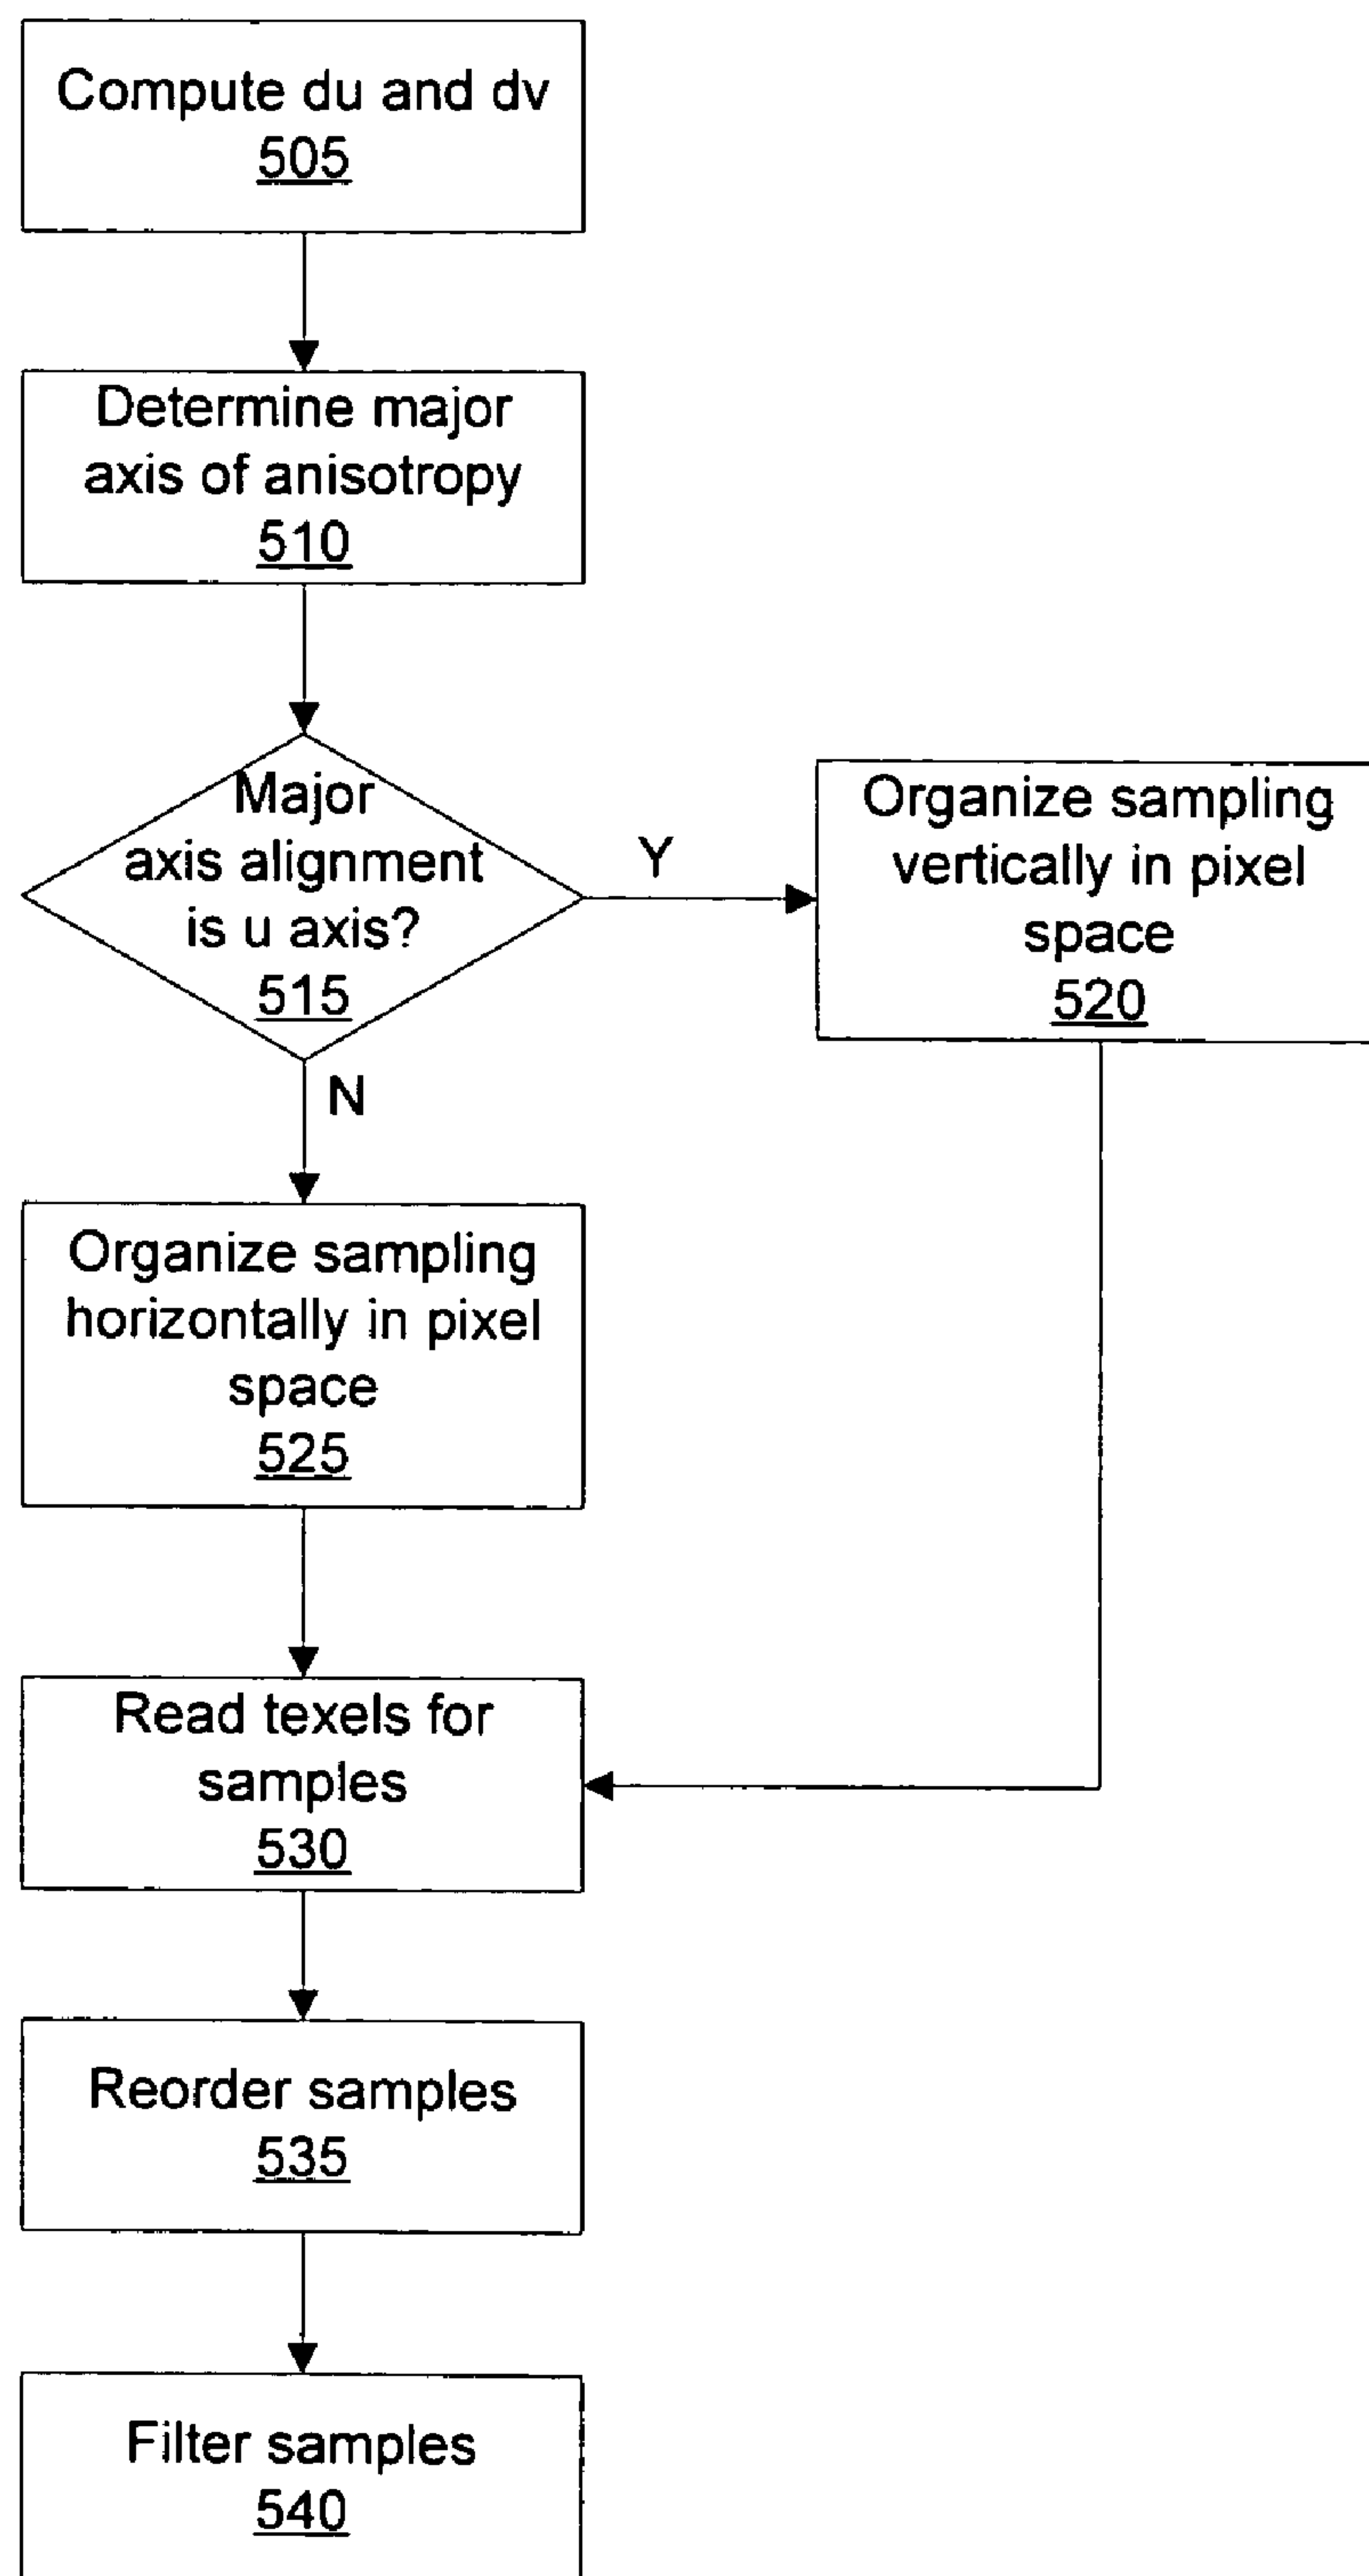 Compute du and dv
505
Determine major
axis of anisotropy
510
Major
axis alignment
is u axis?
515
Y
Organize sampling
vertically in pixel
space
520
N
Organize sampling
horizontally in pixel
space
525
Read texels for
samples
530
Reorder samples
535
Filter samples
540